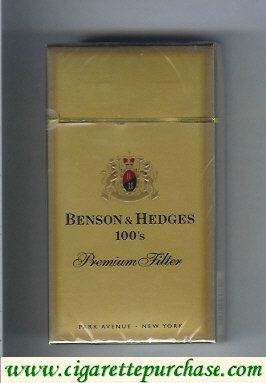 BENSON & HEDGES
100's
Premium Filter
PARK AVENUE • NEW YORK
www.cigarettepurchase.com